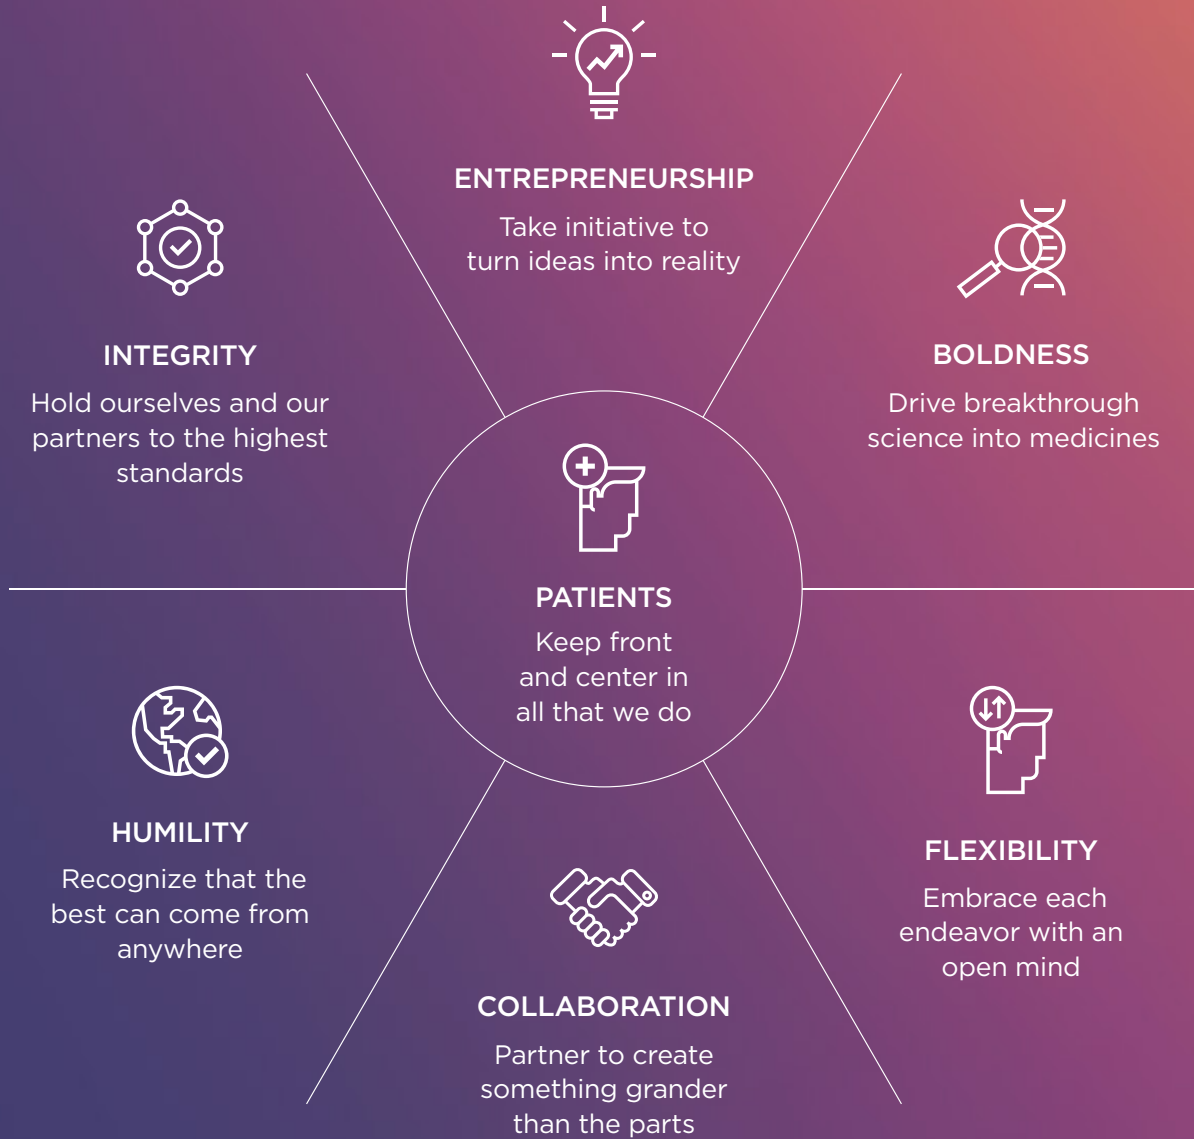 ENTREPRENEURSHIP
Take initiative to
turn ideas into reality
INTEGRITY
Hold ourselves and our
partners to the highest
standards
BOLDNESS
Drive breakthrough
science into medicines
PATIENTS
Keep front
and center in
all that we do
HUMILITY
Recognize that the
best can come from
anywhere
FLEXIBILITY
Embrace each
endeavor with an
open mind
COLLABORATION
Partner to create
something grander
than the parts